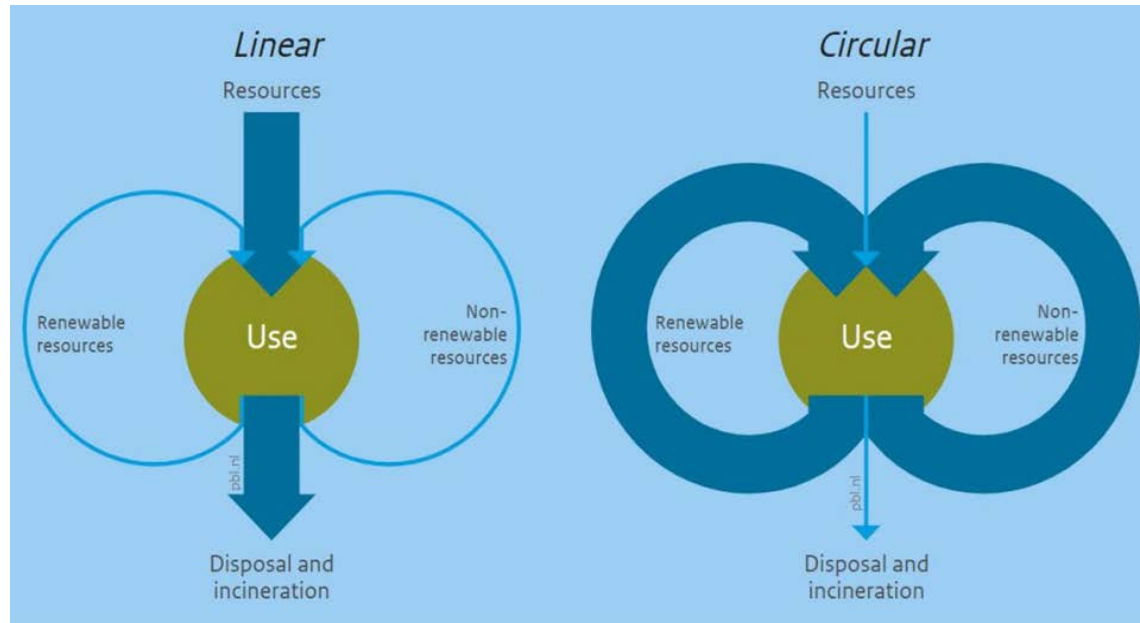 Linear
Resources
Renewable
resources
Use
Non-
renewable
resources
pbl.nl
Disposal and
incineration
Circular
Resources
Renewable
resources
Use
Non-
renewable
resources
pbl.nl
Disposal and
incineration